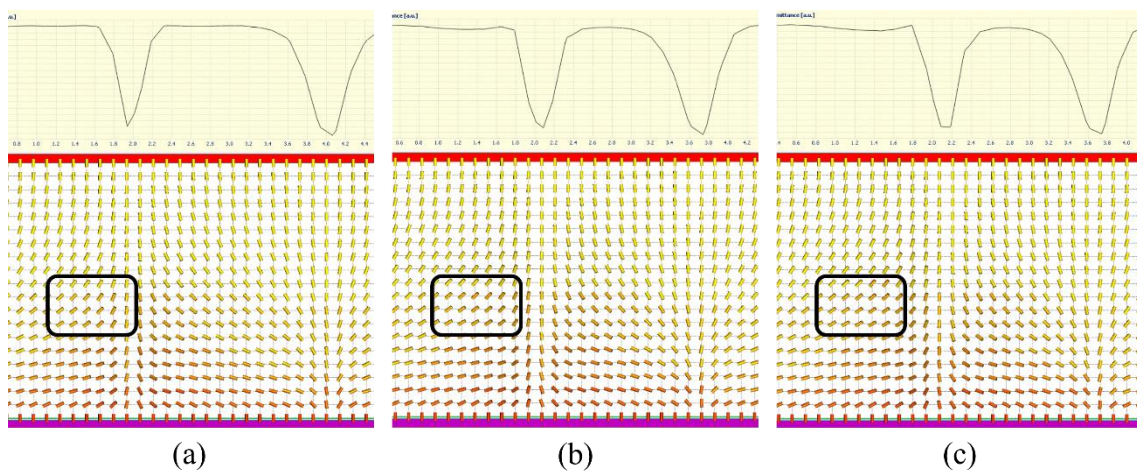 a [a.u.]
ance [a.u.]
mittance [a.u.]
0.8 1.0 1.2 1.4 1.6 1.8 2.0 2.2 2.4 2.6 2.8 3.0 3.2 3.4 3.6 3.8 4.0 4.2 4.4
0.6 0.8 1.0 1.2 1.4 1.6 1.8 2.0 2.2 2.4 2.6 2.8 3.0 3.2 3.4 3.6 3.8 4.0 4.2
0.6 0.8 1.0 1.2 1.4 1.6 1.8 2.0 2.2 2.4 2.6 2.8 3.0 3.2 3.4 3.6 3.8 4.0
(a) (b) (c)